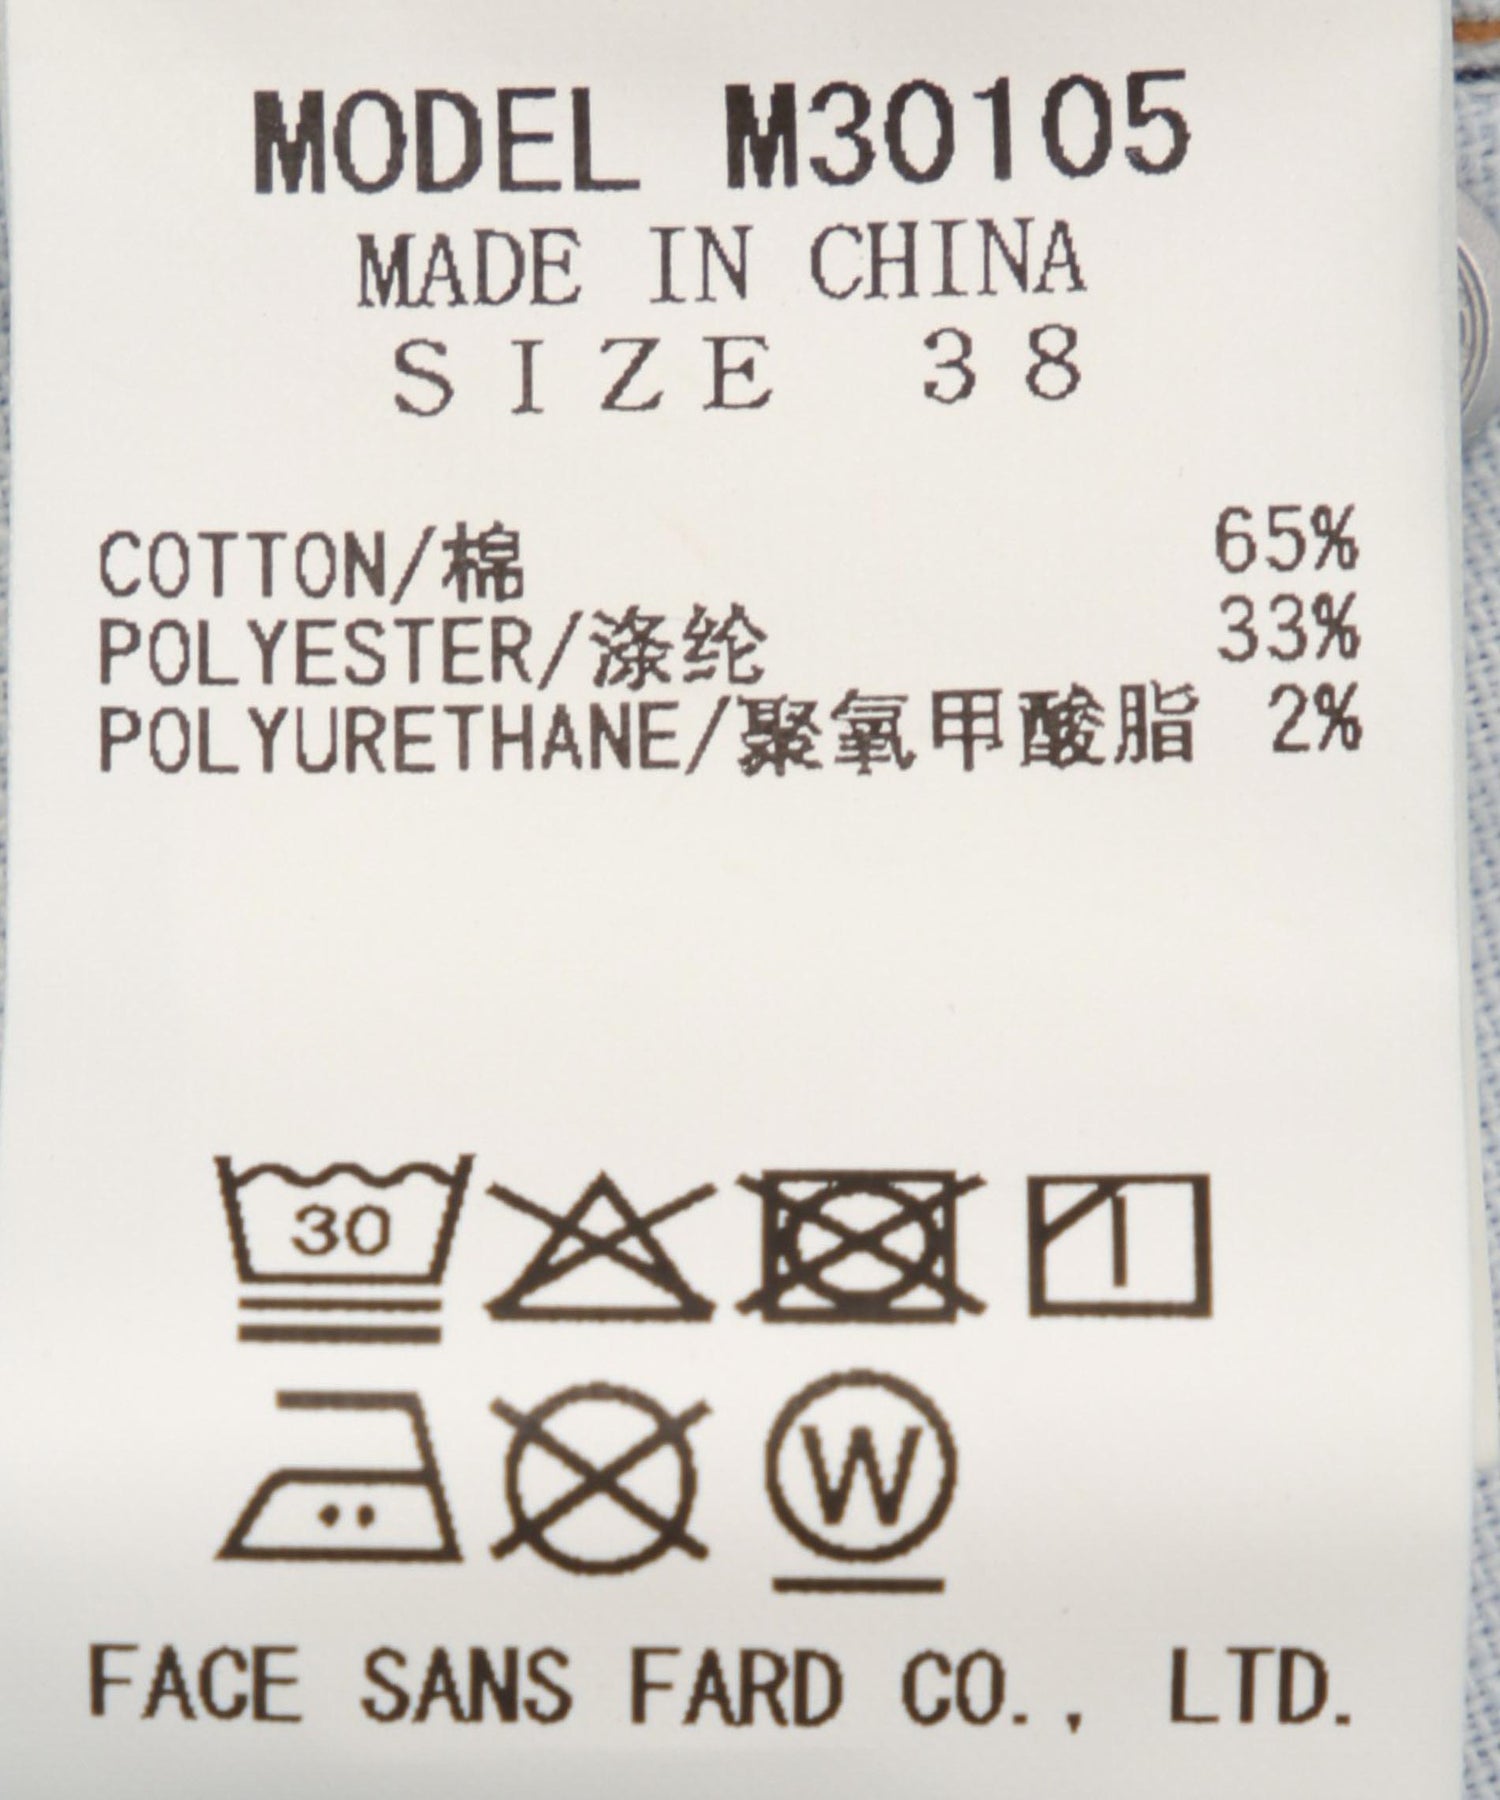 MODEL M30105
MADE IN CHINA
SIZE 38
COTTON/棉 65%
POLYESTER/涤纶 33%
POLYURETHANE/聚氧甲酸脂 2%
30
W
FACE SANS FARD CO., LTD.